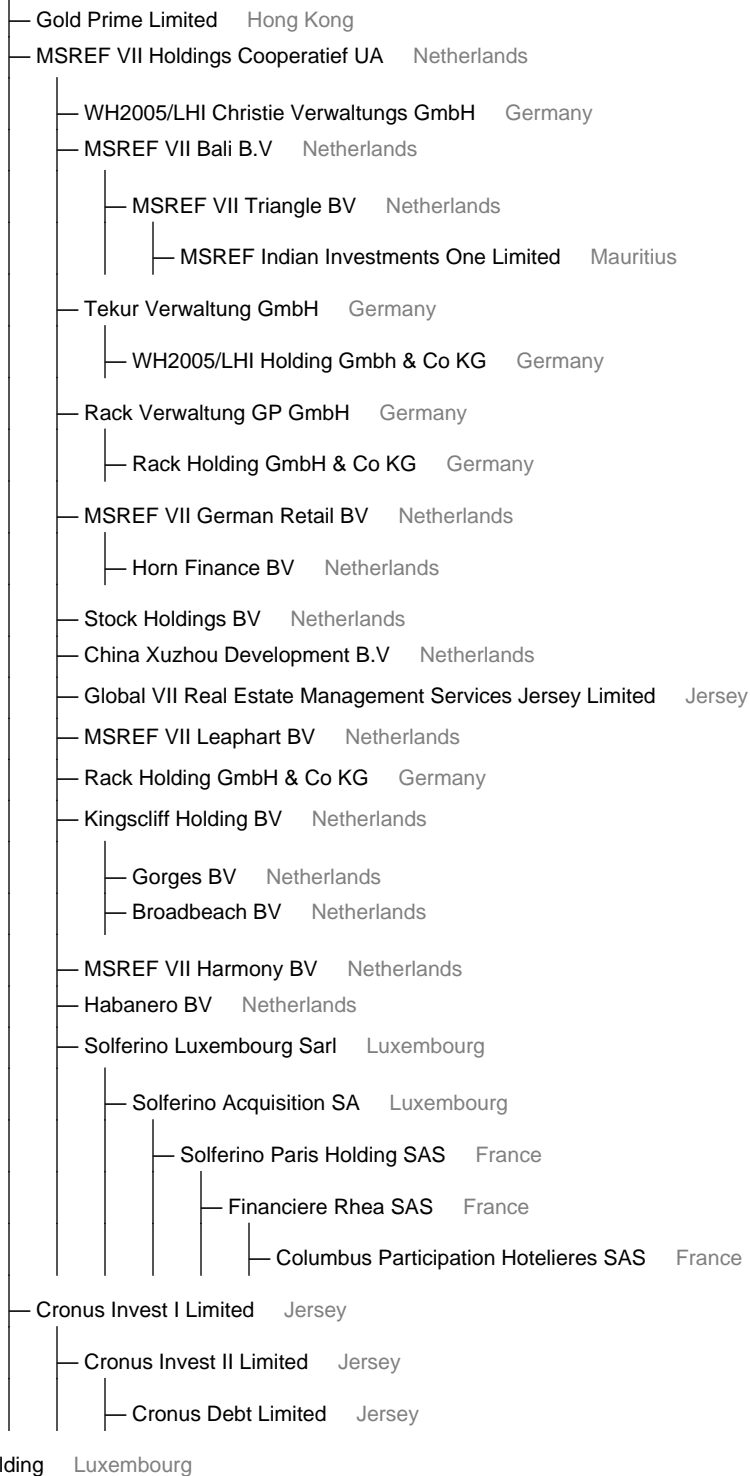 Gold Prime Limited Hong Kong
MSREF VII Holdings Cooperatief UA Netherlands
WH2005/LHI Christie Verwaltungs GmbH Germany
MSREF VII Bali B.V Netherlands
MSREF VII Triangle BV Netherlands
MSREF Indian Investments One Limited Mauritius
Tekur Verwaltung GmbH Germany
WH2005/LHI Holding Gmbh & Co KG Germany
Rack Verwaltung GP GmbH Germany
Rack Holding GmbH & Co KG Germany
MSREF VII German Retail BV Netherlands
Horn Finance BV Netherlands
Stock Holdings BV Netherlands
China Xuzhou Development B.V Netherlands
Global VII Real Estate Management Services Jersey Limited Jersey
MSREF VII Leaphart BV Netherlands
Rack Holding GmbH & Co KG Germany
Kingscliff Holding BV Netherlands
Gorges BV Netherlands
Broadbeach BV Netherlands
MSREF VII Harmony BV Netherlands
Habanero BV Netherlands
Solferino Luxembourg Sarl Luxembourg
Solferino Acquisition SA Luxembourg
Solferino Paris Holding SAS France
Financiere Rhea SAS France
Columbus Participation Hotelieres SAS France
Cronus Invest I Limited Jersey
Cronus Invest II Limited Jersey
Cronus Debt Limited Jersey
lding Luxembourg